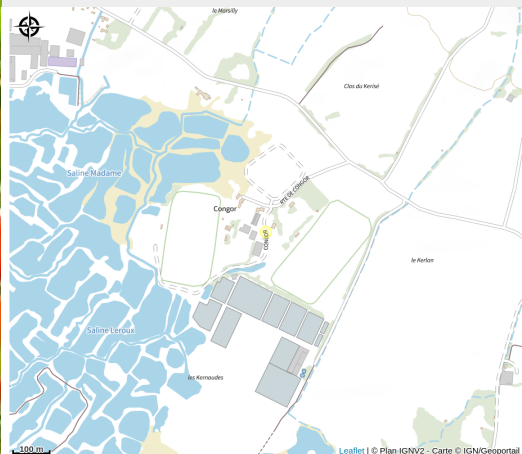 le Marsilly
Clos du Kerisé
Saline Madame
RTE DE CONGOR
Congor
CONGOR
le Kerlan
Saline Leroux
les Kernaudes
100 m
Leaflet | © Plan IGNV2 - Carte © IGN/Geoportail